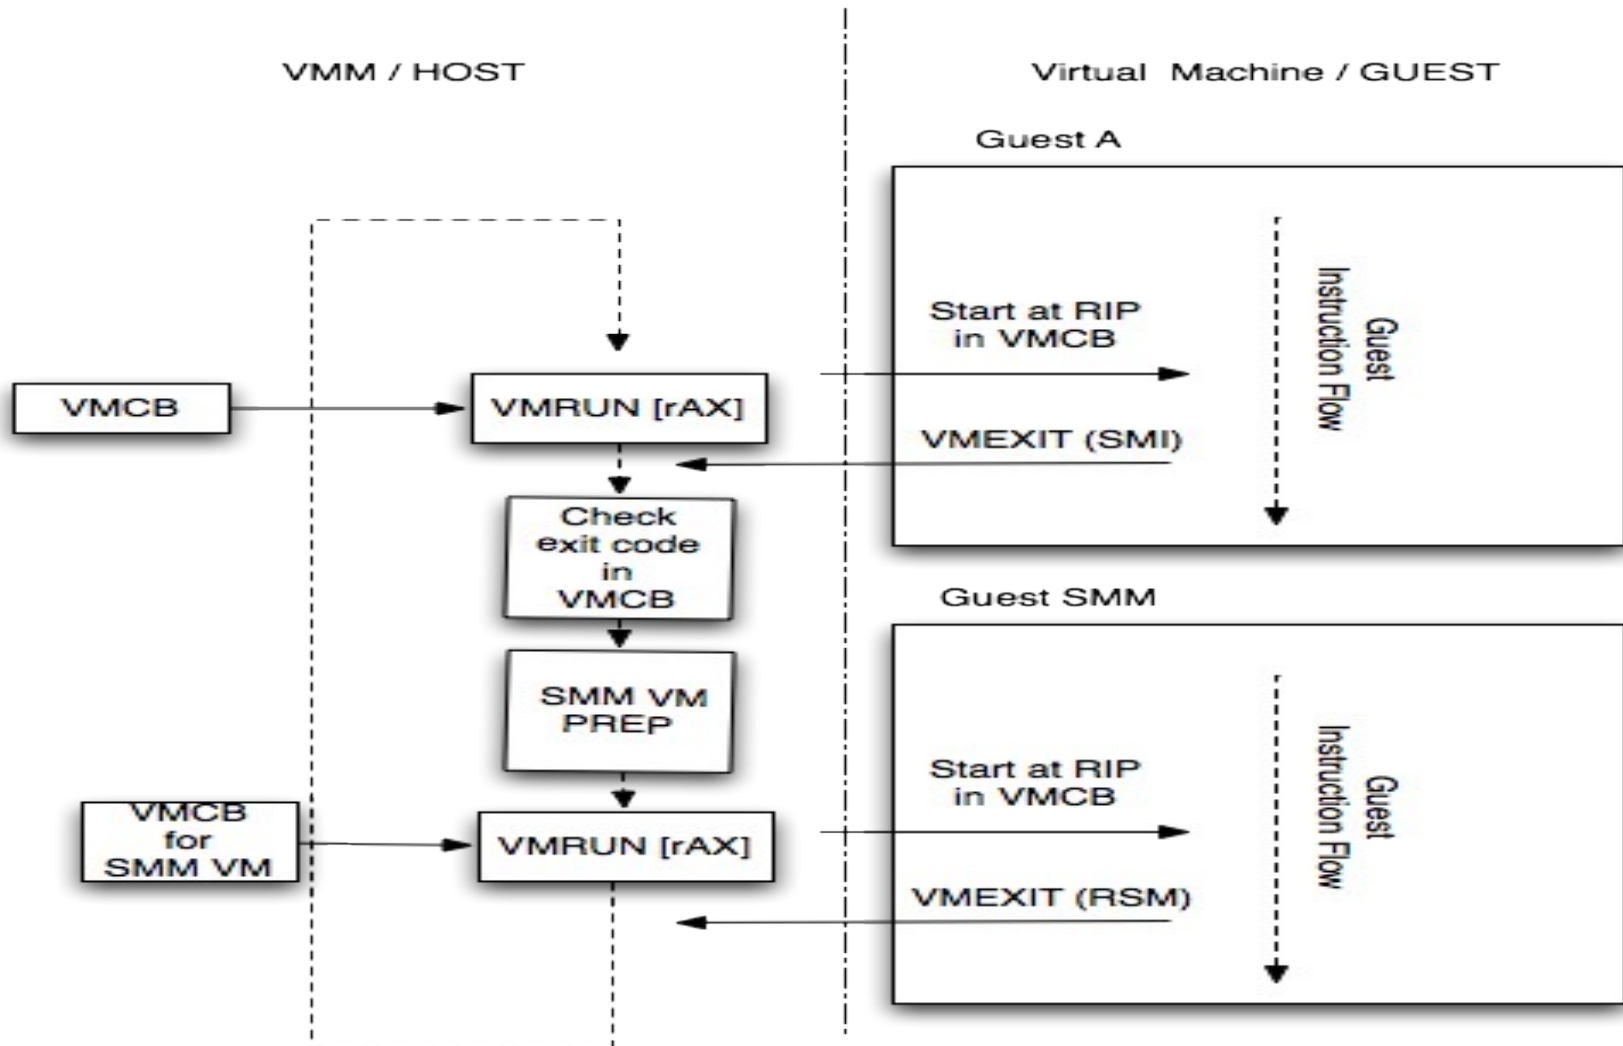 VMM / HOST
Virtual Machine / GUEST
Guest A
Start at RIP
in VMCB
Guest
Instruction Flow
VMCB
VMRUN [rAX]
VMEXIT (SMI)
Check
exit code
in
VMCB
Guest SMM
SMM VM
PREP
Start at RIP
in VMCB
Guest
Instruction Flow
VMCB
for
SMM VM
VMRUN [rAX]
VMEXIT (RSM)